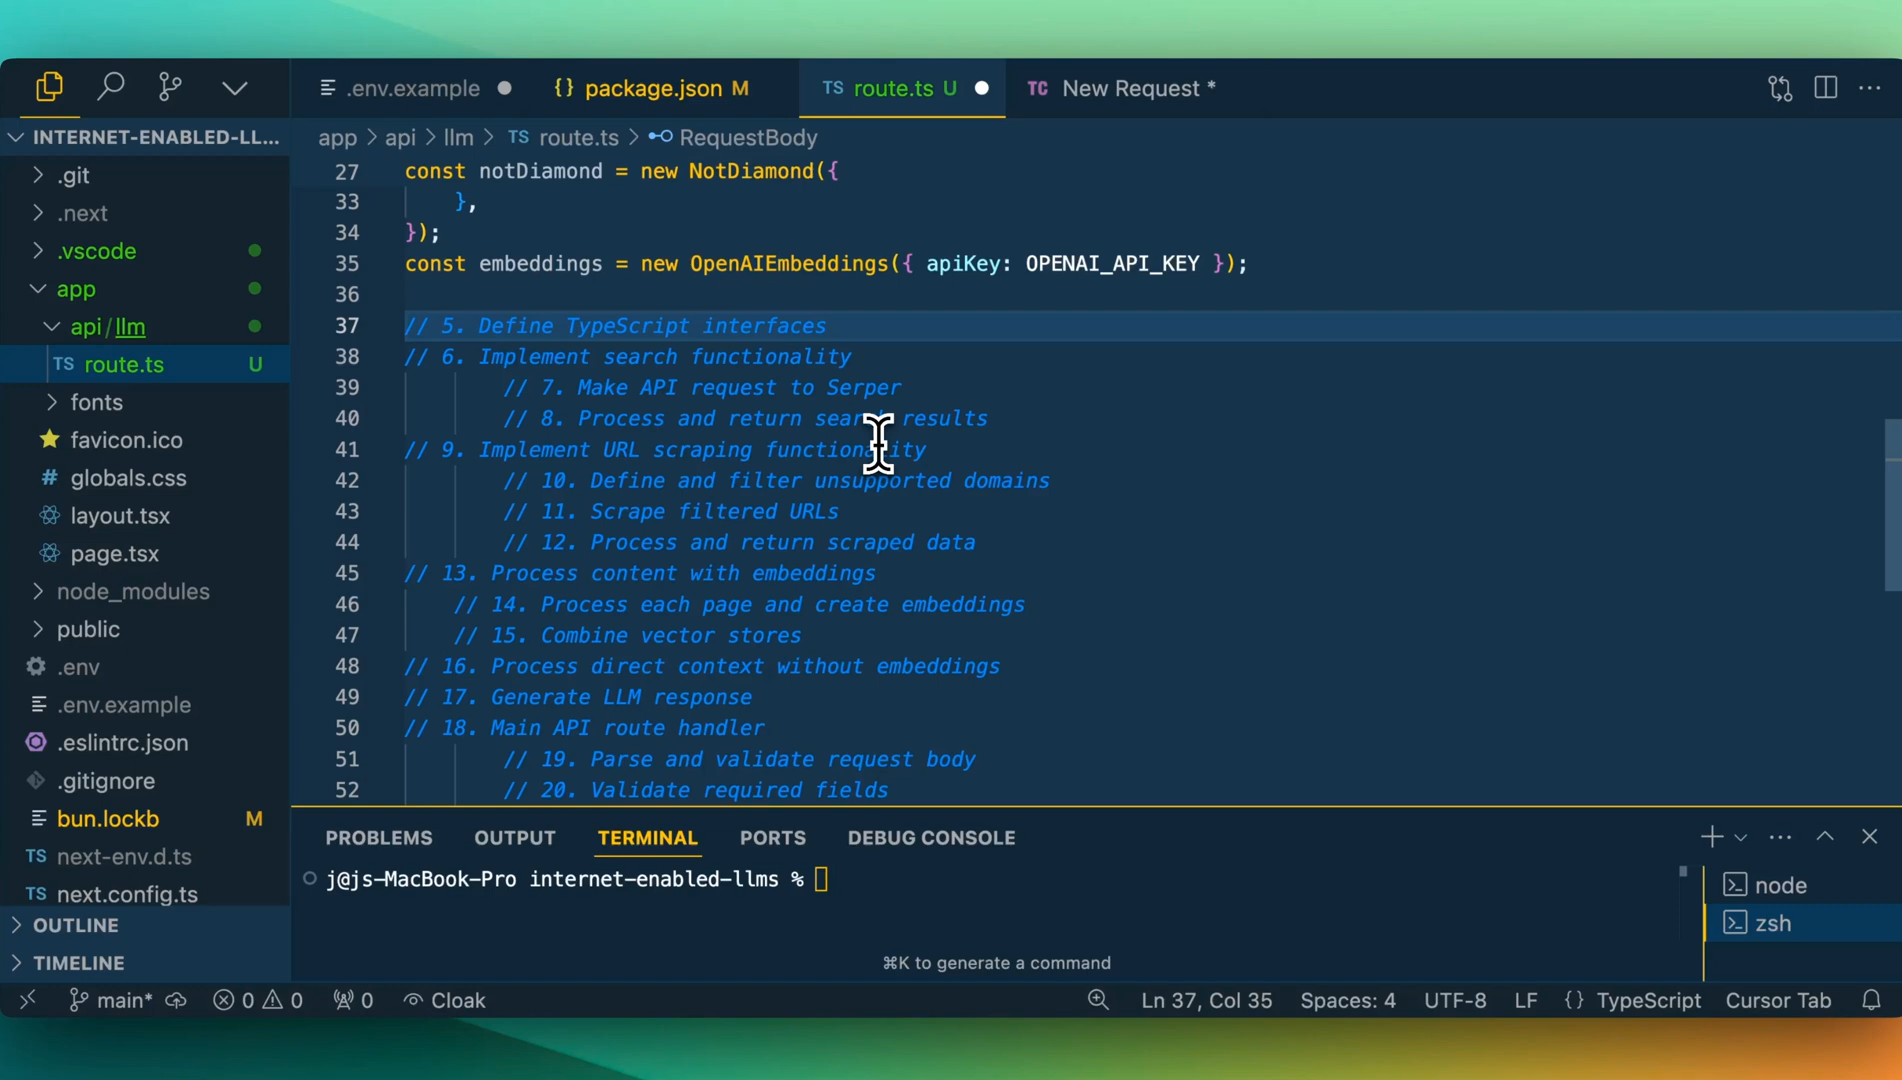 .env.example
{} package.json M
TS route.ts U
TC New Request *
INTERNET-ENABLED-LL...
.git
.next
.vscode
app
api/llm
TS route.ts U
fonts
favicon.ico
# globals.css
layout.tsx
page.tsx
node_modules
public
.env
.env.example
.eslintrc.json
.gitignore
bun.lockb M
TS next-env.d.ts
TS next.config.ts
OUTLINE
TIMELINE
app > api > llm > TS route.ts > RequestBody
27 const notDiamond = new NotDiamond({
33 },
34 });
35 const embeddings = new OpenAIEmbeddings({ apiKey: OPENAI_API_KEY });
36
37 // 5. Define TypeScript interfaces
38 // 6. Implement search functionality
39 // 7. Make API request to Serper
40 // 8. Process and return search results
41 // 9. Implement URL scraping functionality
42 // 10. Define and filter unsupported domains
43 // 11. Scrape filtered URLs
44 // 12. Process and return scraped data
45 // 13. Process content with embeddings
46 // 14. Process each page and create embeddings
47 // 15. Combine vector stores
48 // 16. Process direct context without embeddings
49 // 17. Generate LLM response
50 // 18. Main API route handler
51 // 19. Parse and validate request body
52 // 20. Validate required fields
PROBLEMS OUTPUT TERMINAL PORTS DEBUG CONSOLE
j@js-MacBook-Pro internet-enabled-llms %
node
zsh
⌘K to generate a command
main* 0 0 0 Cloak
Ln 37, Col 35 Spaces: 4 UTF-8 LF {} TypeScript Cursor Tab